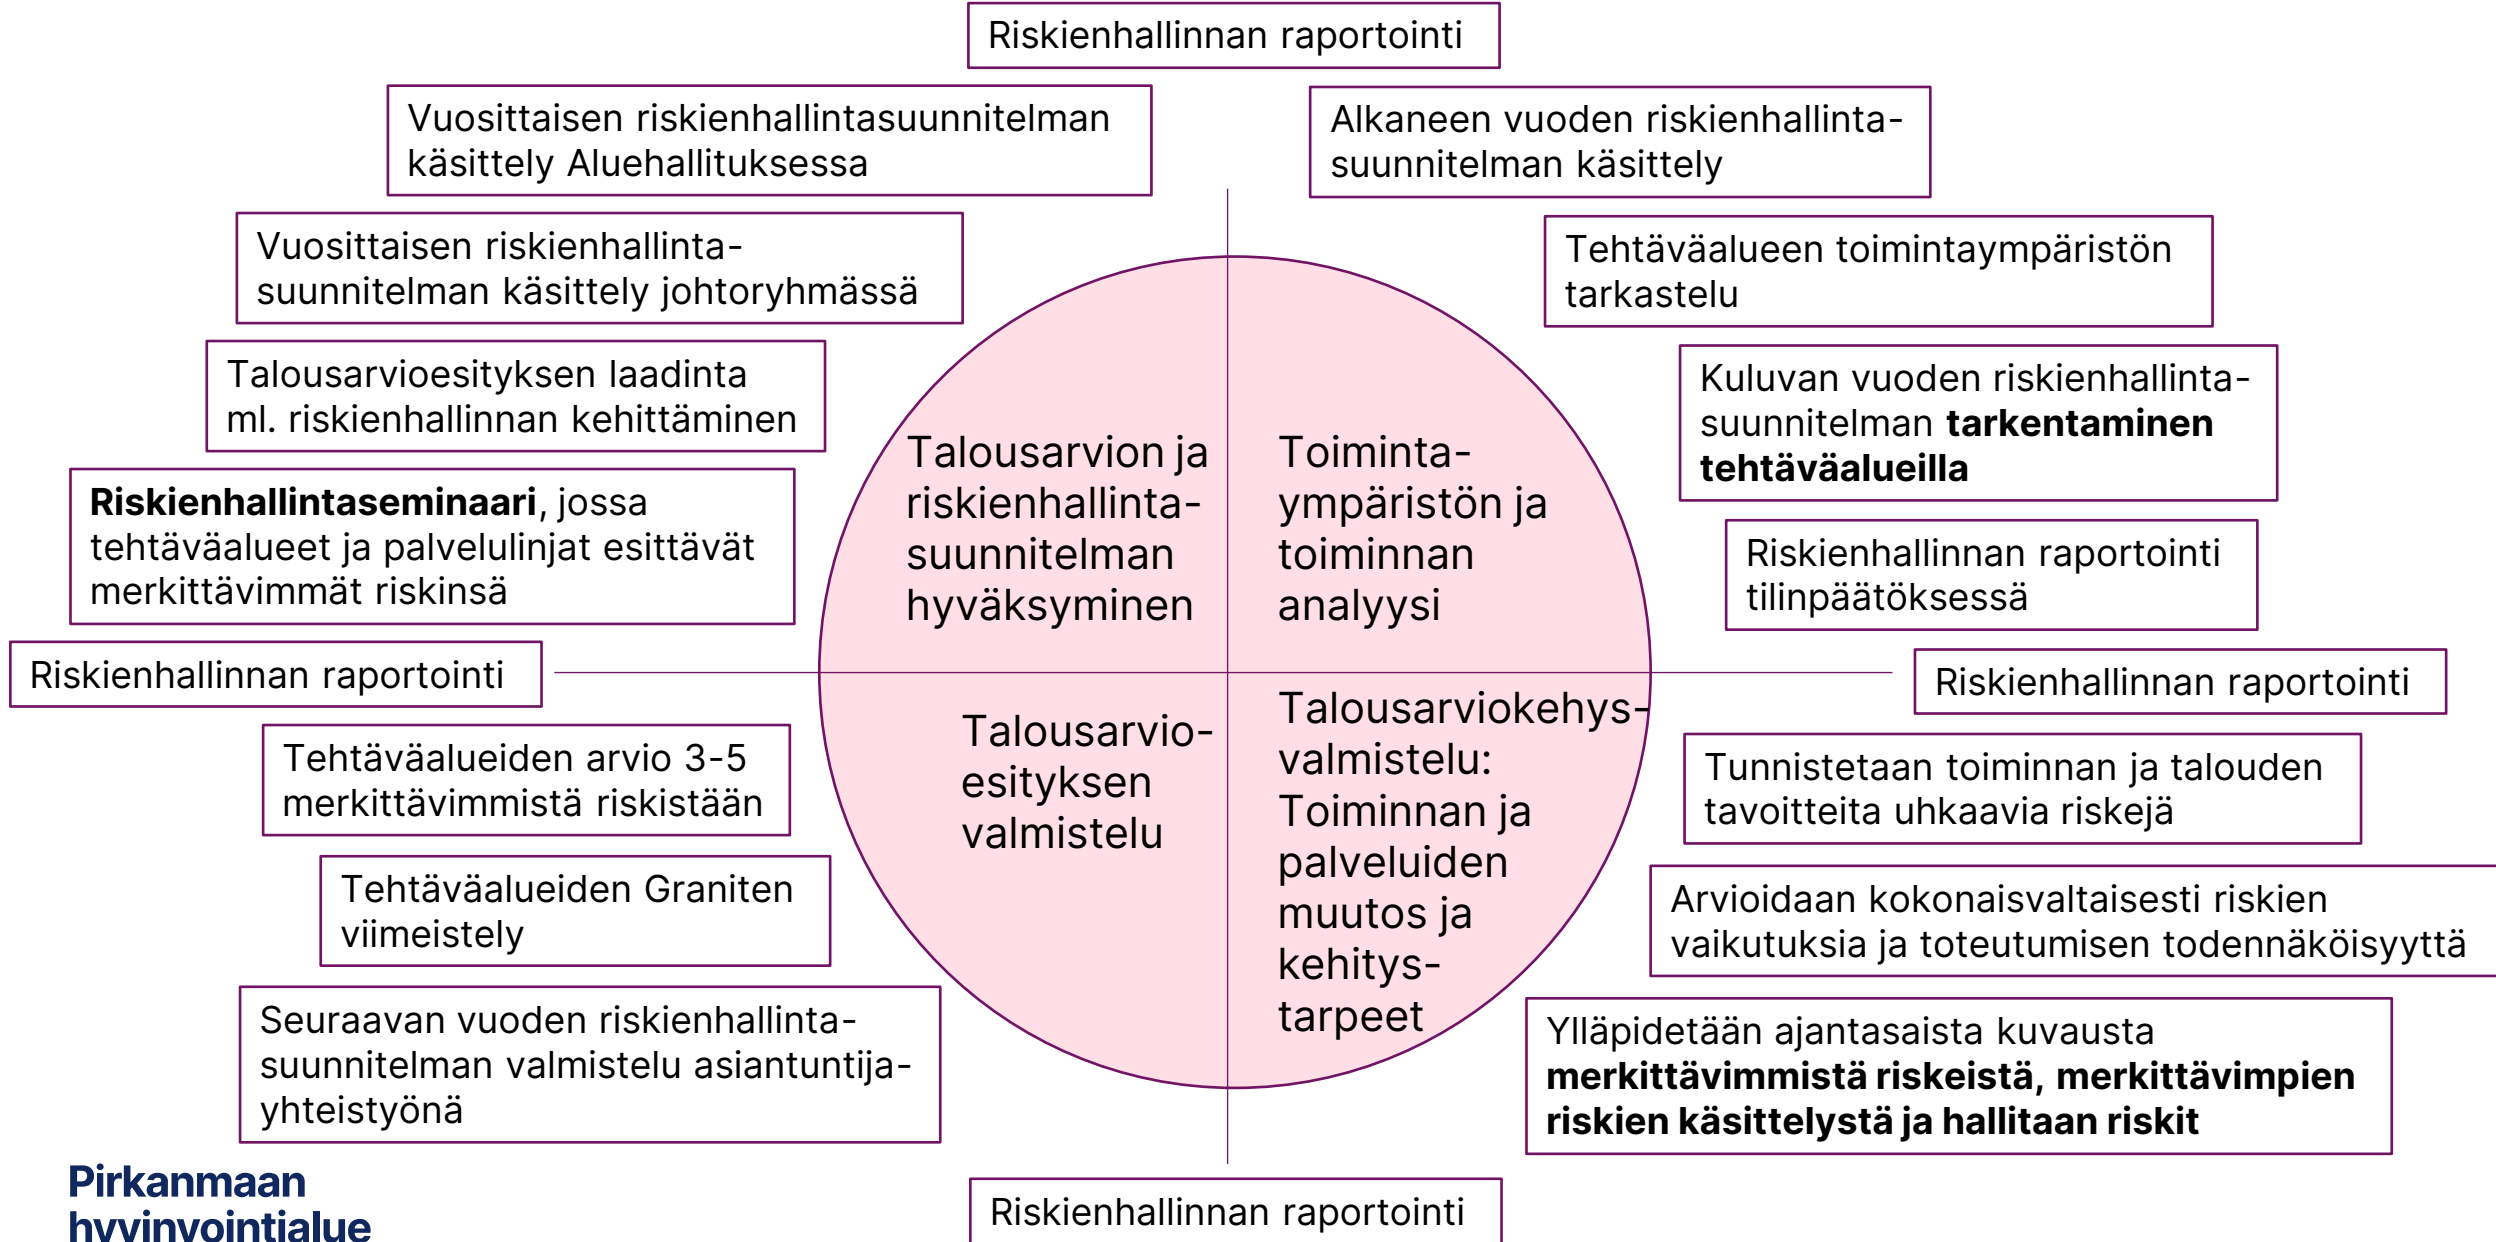 Riskienhallinnan raportointi
Vuosittaisen riskienhallintasuunnitelman
käsittely Aluehallituksessa
Alkaneen vuoden riskienhallinta-
suunnitelman käsittely
Vuosittaisen riskienhallinta-
suunnitelman käsittely johtoryhmässä
Tehtäväalueen toimintaympäristön
tarkastelu
Talousarvioesityksen laadinta
ml. riskienhallinnan kehittäminen
Kuluvan vuoden riskienhallinta-
suunnitelman tarkentaminen
tehtäväalueilla
Riskienhallintaseminaari, jossa
tehtäväalueet ja palvelulinjat esittävät
merkittävimmät riskinsä
Talousarvion ja
riskienhallinta-
suunnitelman
hyväksyminen
Toiminta-
ympäristön ja
toiminnan
analyysi
Riskienhallinnan raportointi
tilinpäätöksessä
Riskienhallinnan raportointi
Riskienhallinnan raportointi
Tehtäväalueiden arvio 3-5
merkittävimmistä riskistään
Talousarvio-
esityksen
valmistelu
Talousarviokehys-
valmistelu:
Toiminnan ja
palveluiden
muutos ja
kehitys-
tarpeet
Tunnistetaan toiminnan ja talouden
tavoitteita uhkaavia riskejä
Tehtäväalueiden Graniten
viimeistely
Arvioidaan kokonaisvaltaisesti riskien
vaikutuksia ja toteutumisen todennäköisyyttä
Seuraavan vuoden riskienhallinta-
suunnitelman valmistelu asiantuntija-
yhteistyönä
Ylläpidetään ajantasaista kuvausta
merkittävimmistä riskeistä, merkittävimpien
riskien käsittelystä ja hallitaan riskit
Riskienhallinnan raportointi
Pirkanmaan
hyvinvointialue